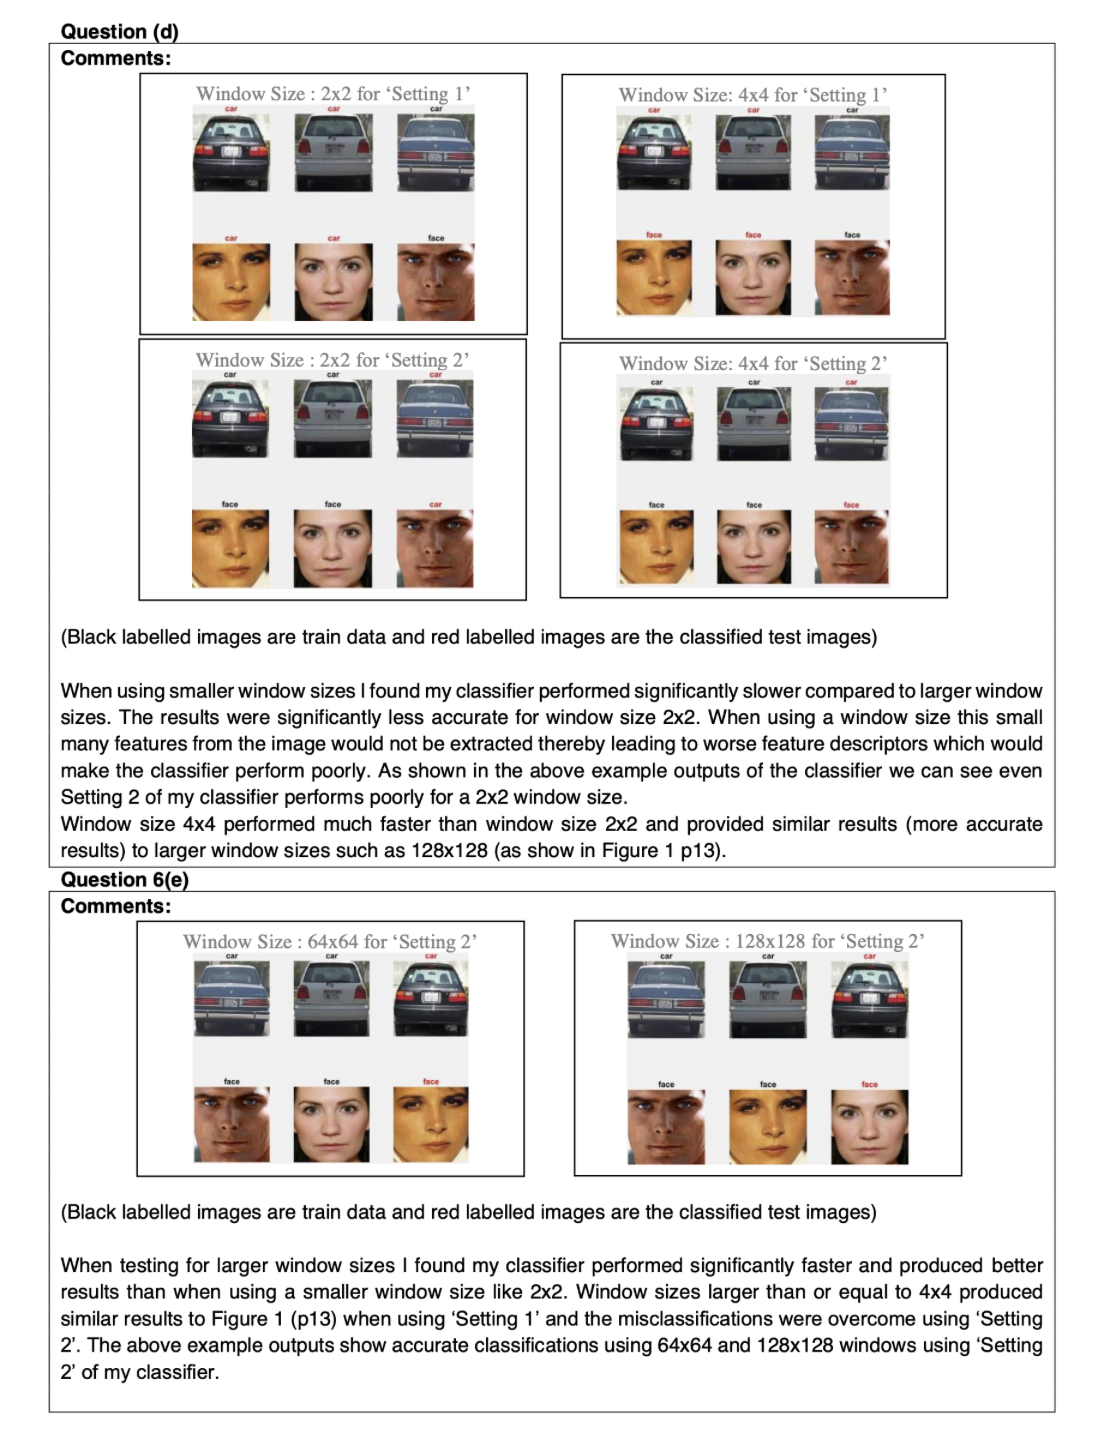 Question (d)
Comments:
Window Size : 2x2 for ‘Setting 1’
car car car
car car face
Window Size: 4x4 for ‘Setting 1’
car car car
face face face
Window Size : 2x2 for ‘Setting 2’
car car car
face face car
Window Size: 4x4 for ‘Setting 2’
car car car
face face face
(Black labelled images are train data and red labelled images are the classified test images)
When using smaller window sizes I found my classifier performed significantly slower compared to larger window
sizes. The results were significantly less accurate for window size 2x2. When using a window size this small
many features from the image would not be extracted thereby leading to worse feature descriptors which would
make the classifier perform poorly. As shown in the above example outputs of the classifier we can see even
Setting 2 of my classifier performs poorly for a 2x2 window size.
Window size 4x4 performed much faster than window size 2x2 and provided similar results (more accurate
results) to larger window sizes such as 128x128 (as show in Figure 1 p13).
Question 6(e)
Comments:
Window Size : 64x64 for ‘Setting 2’
car car car
face face face
Window Size : 128x128 for ‘Setting 2’
car car car
face face face
(Black labelled images are train data and red labelled images are the classified test images)
When testing for larger window sizes I found my classifier performed significantly faster and produced better
results than when using a smaller window size like 2x2. Window sizes larger than or equal to 4x4 produced
similar results to Figure 1 (p13) when using ‘Setting 1’ and the misclassifications were overcome using ‘Setting
2’. The above example outputs show accurate classifications using 64x64 and 128x128 windows using ‘Setting
2’ of my classifier.